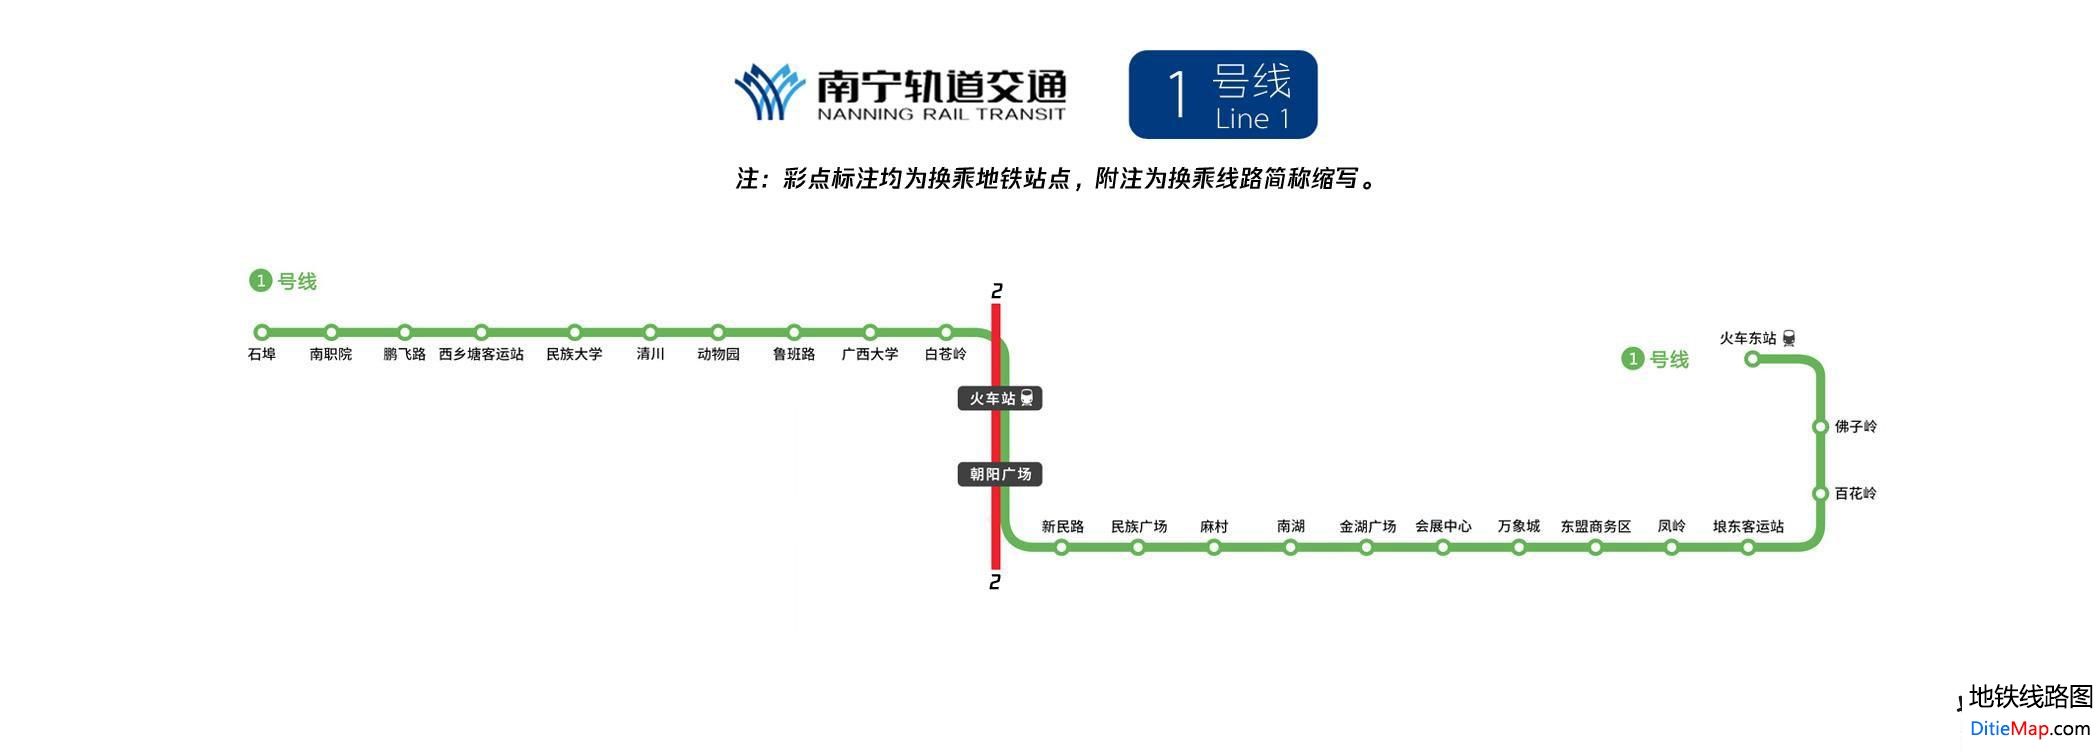 南宁轨道交通
NANNING RAIL TRANSIT
1 号线
Line 1
注：彩点标注均为换乘地铁站点，附注为换乘线路简称缩写。
1 号线
石埠
南职院
鹏飞路
西乡塘客运站
民族大学
清川
动物园
鲁班路
广西大学
白苍岭
2
火车站
朝阳广场
2
新民路
民族广场
麻村
南湖
金湖广场
会展中心
万象城
东盟商务区
凤岭
埌东客运站
百花岭
佛子岭
火车东站
1 号线
地铁线路图
DitieMap.com